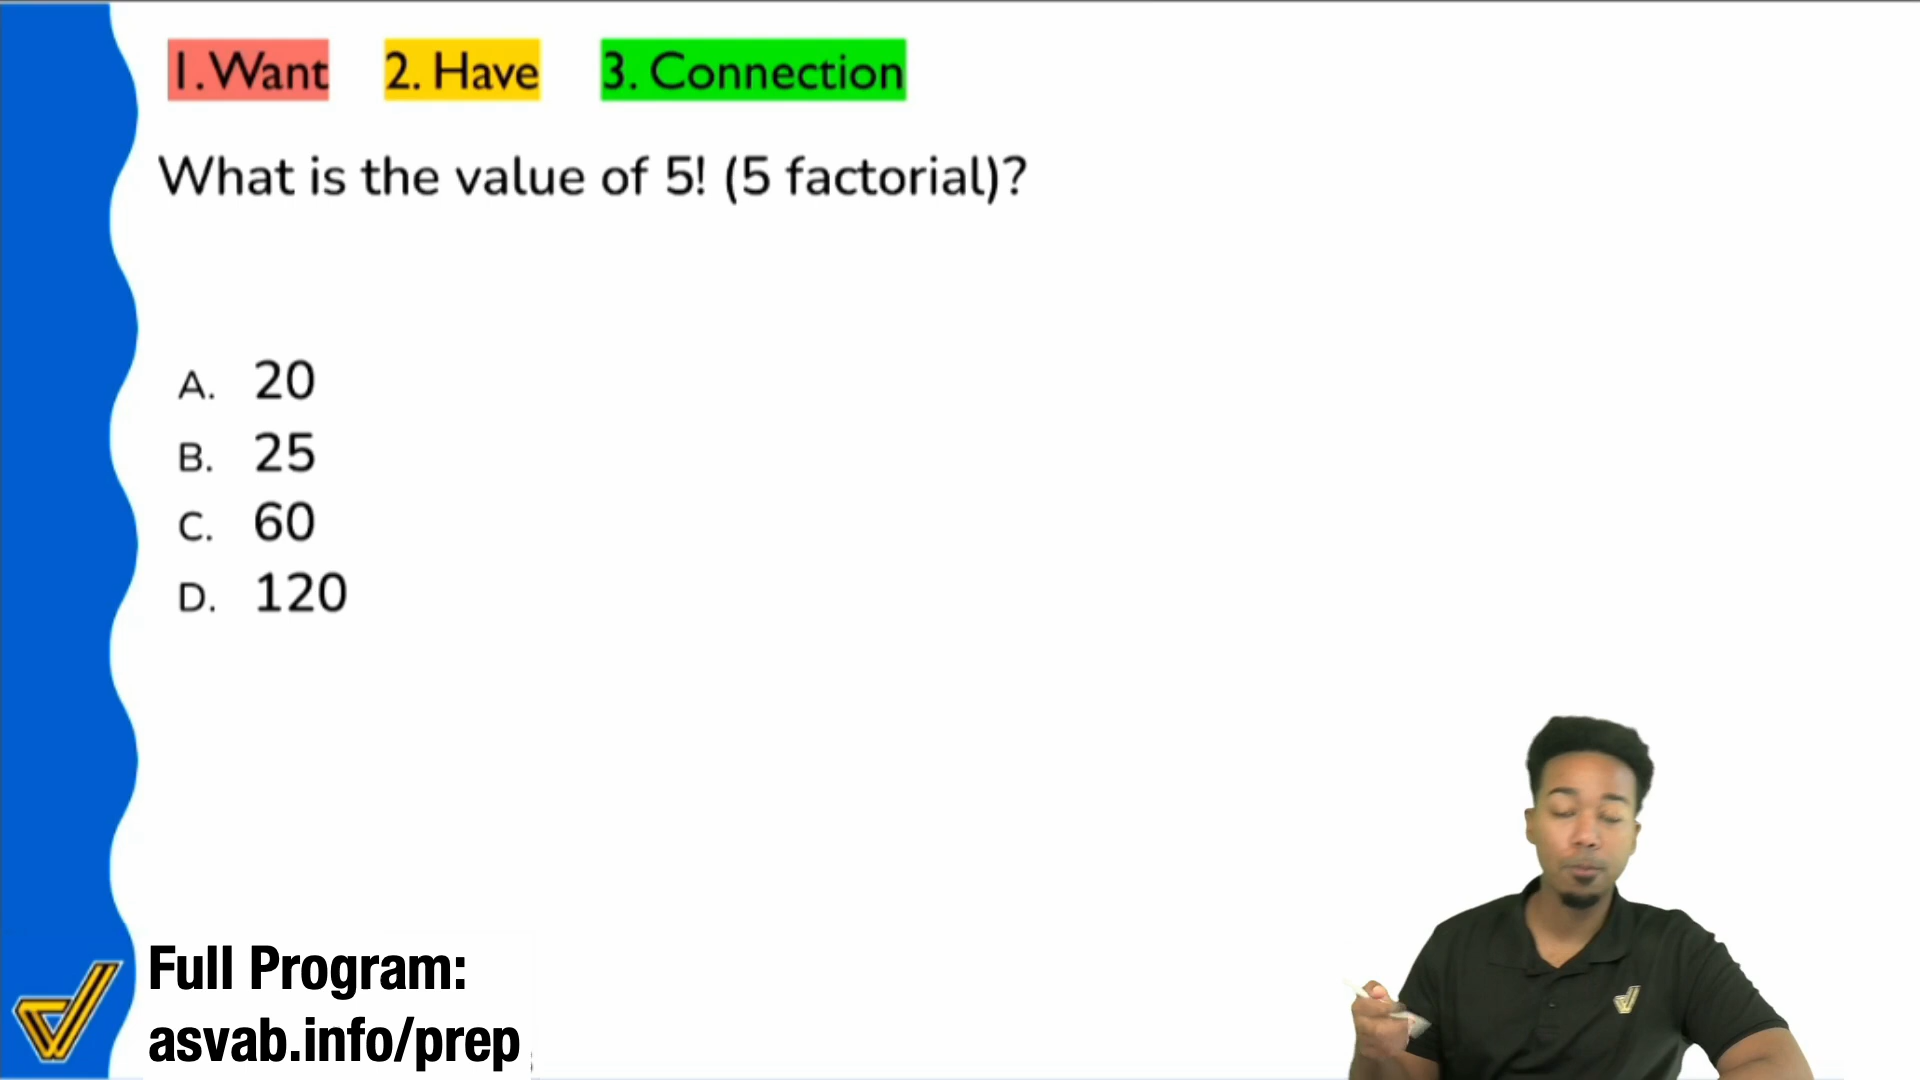 1. Want 2. Have 3. Connection
What is the value of 5! (5 factorial)?
A. 20
B. 25
C. 60
D. 120
Full Program:
asvab.info/prep